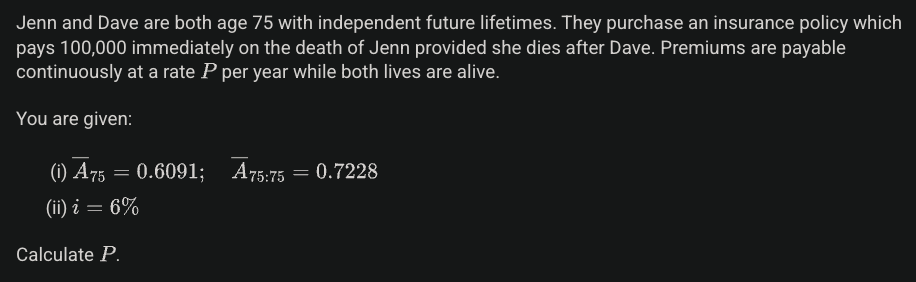 Jenn and Dave are both age 75 with independent future lifetimes. They purchase an insurance policy which
pays 100,000 immediately on the death of Jenn provided she dies after Dave. Premiums are payable
continuously at a rate P per year while both lives are alive.
You are given:
(i) A̅₇₅ = 0.6091; A̅₇₅:₇₅ = 0.7228
(ii) i = 6%
Calculate P.